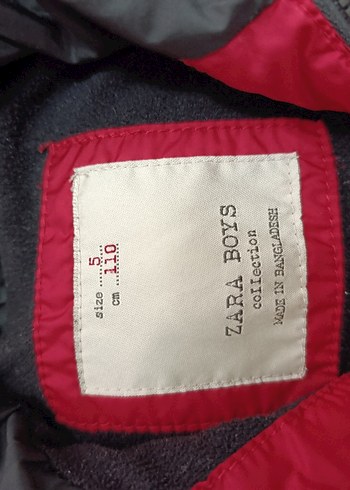 size .....5.....
cm ...110
ZARA BOYS
collection
MADE IN BANGLADESH